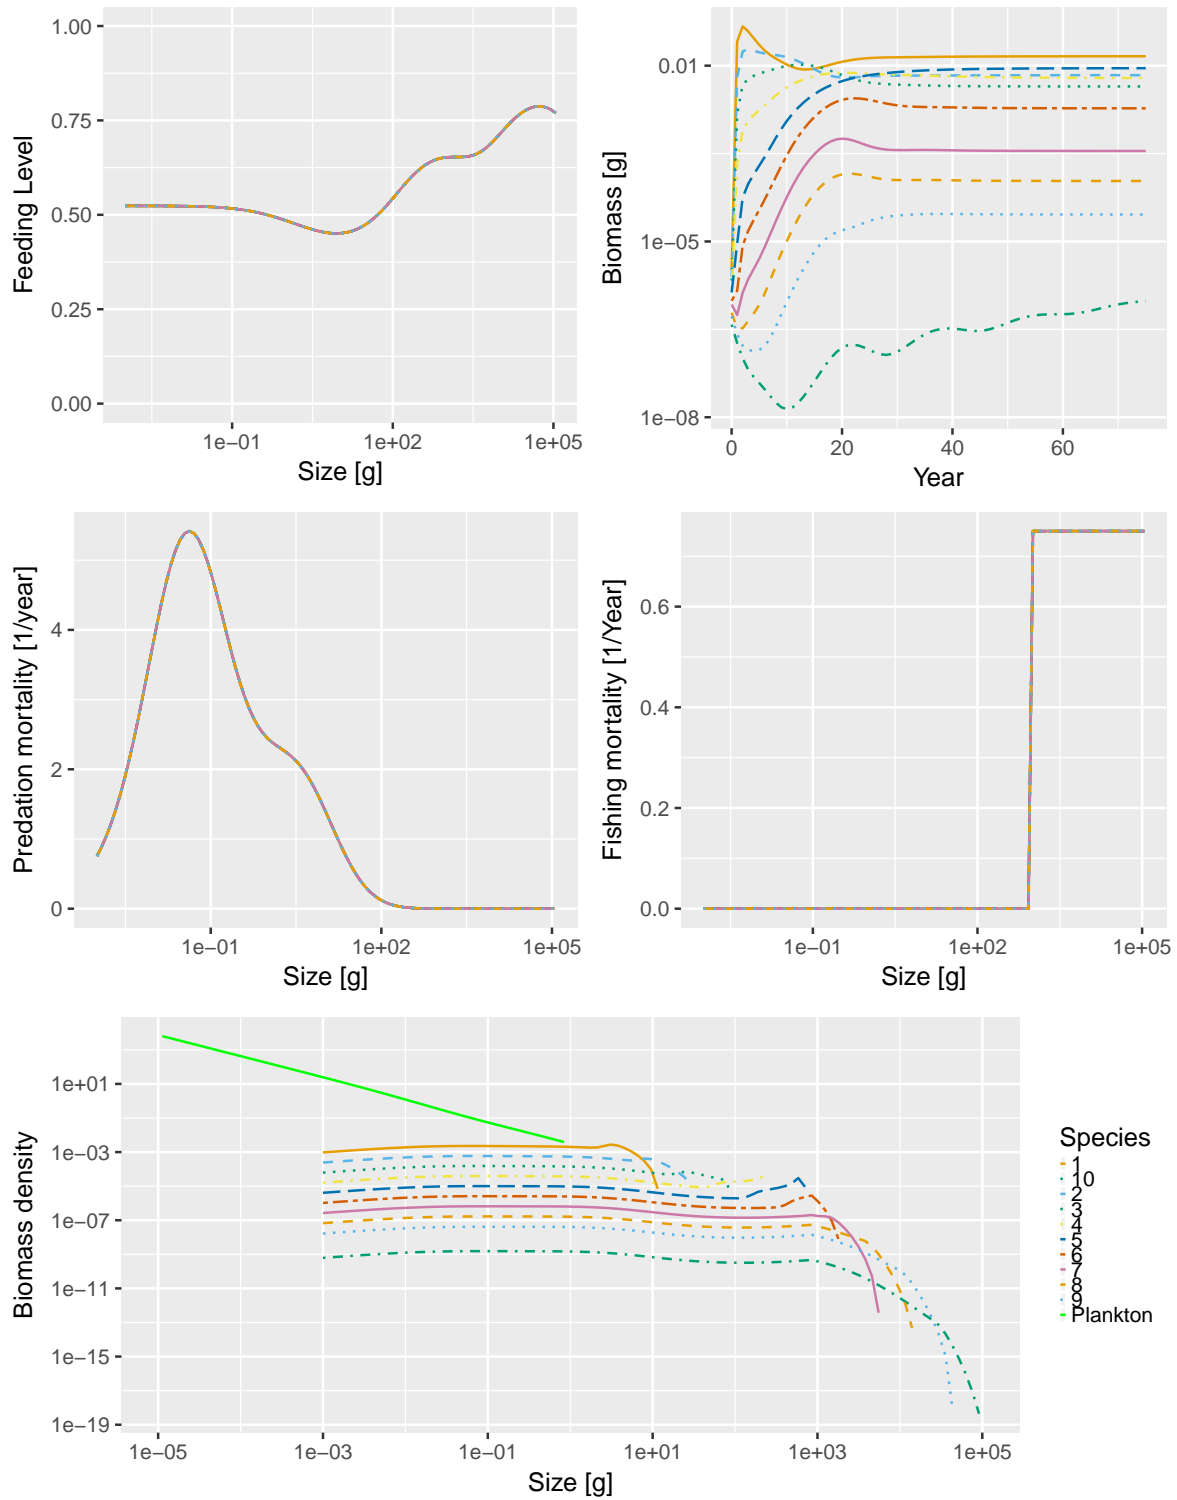 1.00
0.75
0.50
0.25
0.00
Feeding Level
1e−01 1e+02 1e+05
Size [g]
0.01
1e−05
1e−08
Biomass [g]
0 20 40 60
Year
4
2
0
Predation mortality [1/year]
1e−01 1e+02 1e+05
Size [g]
0.6
0.4
0.2
0.0
Fishing mortality [1/Year]
1e−01 1e+02 1e+05
Size [g]
1e+01
1e−03
1e−07
1e−11
1e−15
1e−19
Biomass density
1e−05 1e−03 1e−01 1e+01 1e+03 1e+05
Size [g]
Species
1
10
2
3
4
5
6
7
8
9
Plankton